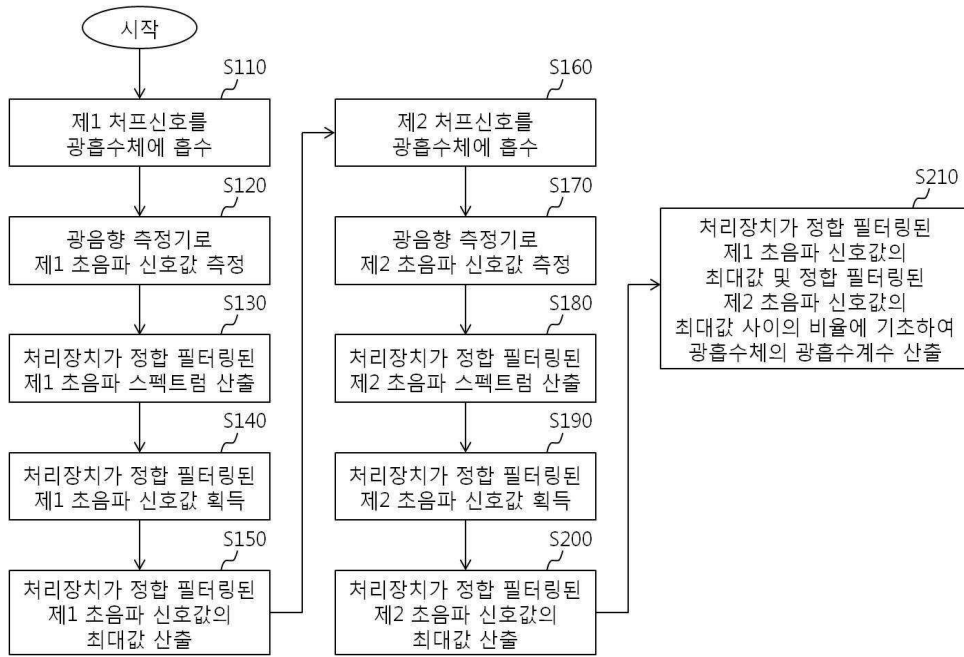 시작
S110
제1 처프신호를
광흡수체에 흡수
S120
광음향 측정기로
제1 초음파 신호값 측정
S130
처리장치가 정합 필터링된
제1 초음파 스펙트럼 산출
S140
처리장치가 정합 필터링된
제1 초음파 신호값 획득
S150
처리장치가 정합 필터링된
제1 초음파 신호값의
최대값 산출
S160
제2 처프신호를
광흡수체에 흡수
S170
광음향 측정기로
제2 초음파 신호값 측정
S180
처리장치가 정합 필터링된
제2 초음파 스펙트럼 산출
S190
처리장치가 정합 필터링된
제2 초음파 신호값 획득
S200
처리장치가 정합 필터링된
제2 초음파 신호값의
최대값 산출
S210
처리장치가 정합 필터링된
제1 초음파 신호값의
최대값 및 정합 필터링된
제2 초음파 신호값의
최대값 사이의 비율에 기초하여
광흡수체의 광흡수계수 산출